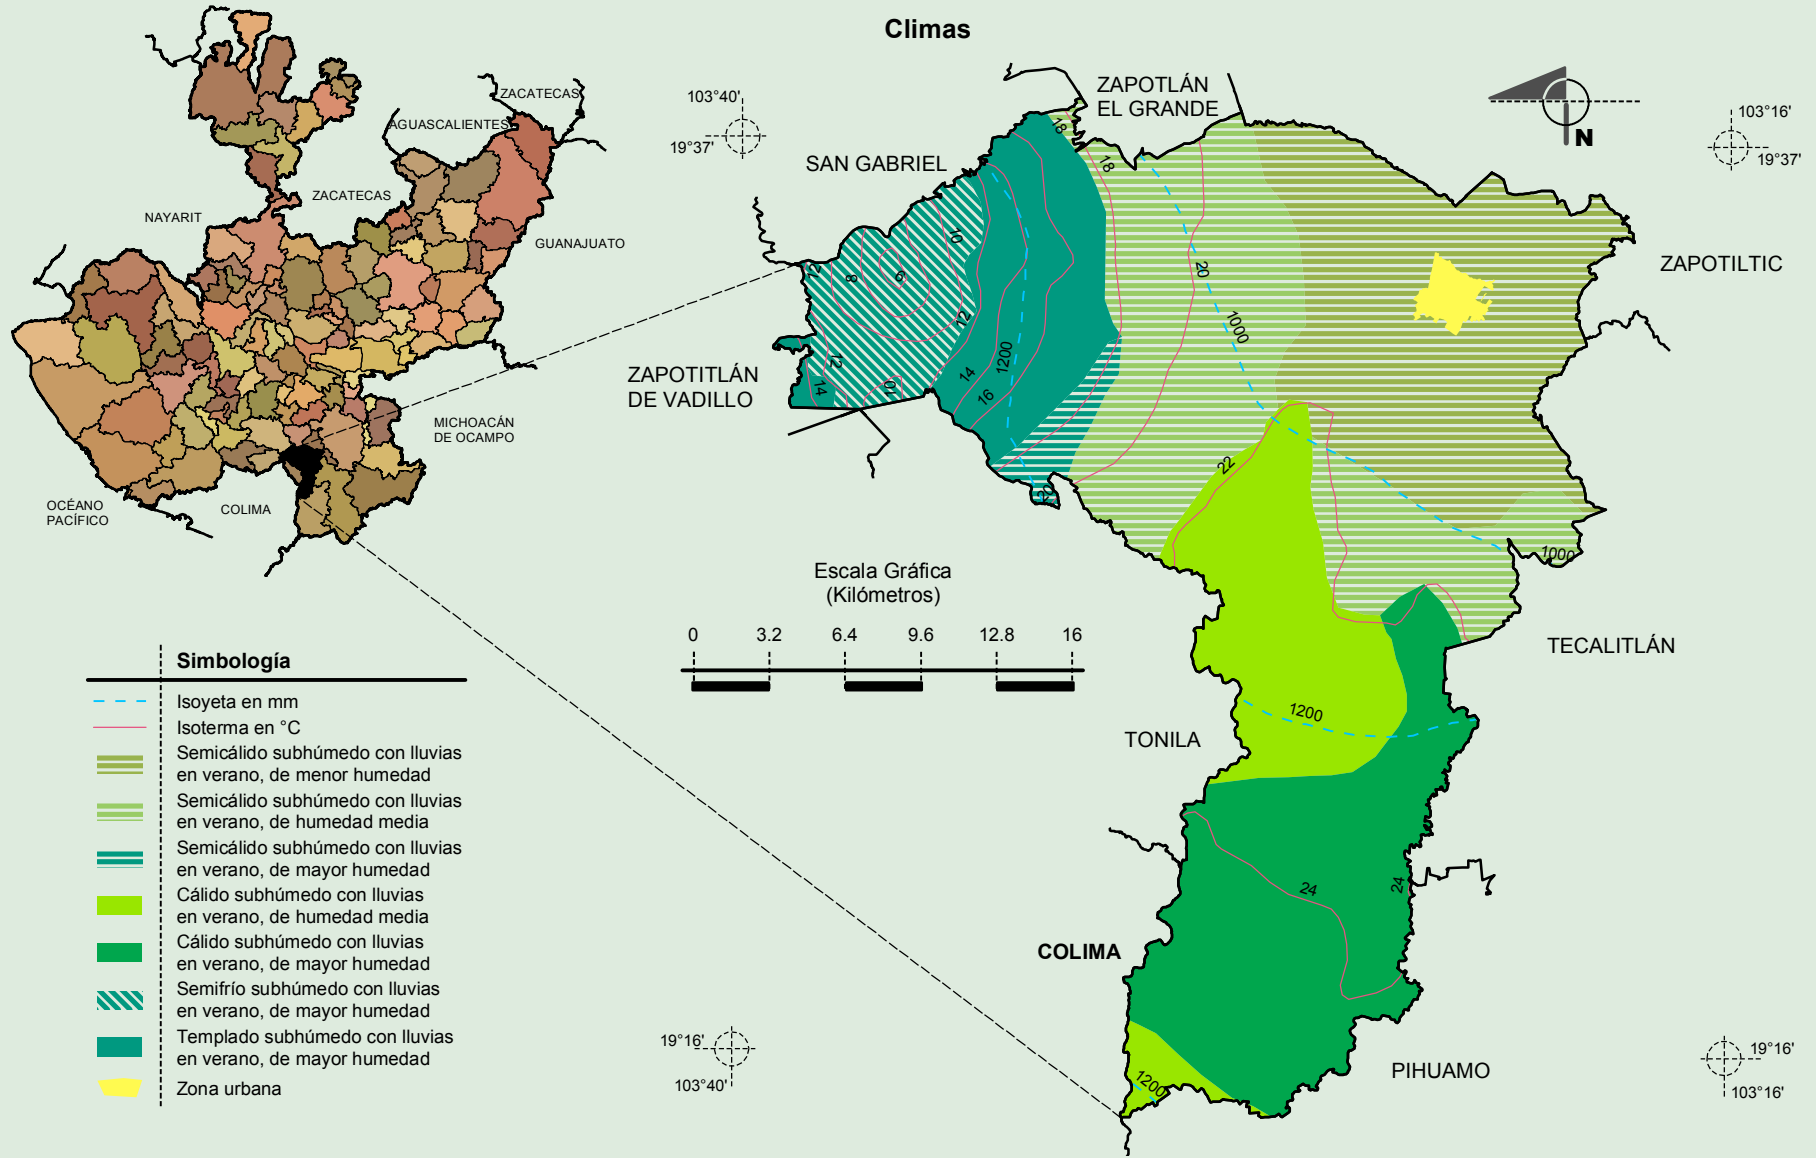 Climas
ZACATECAS
AGUASCALIENTES
ZACATECAS
NAYARIT
GUANAJUATO
MICHOACÁN
DE OCAMPO
OCÉANO
PACÍFICO
COLIMA
103°40'
19°37'
ZAPOTLÁN
EL GRANDE
SAN GABRIEL
N
103°16'
19°37'
ZAPOTILTIC
ZAPOTITLÁN
DE VADILLO
18
18
10
12
8
6
12
12
14
10
14
16
1200
20
1000
20
22
1000
Escala Gráfica
(Kilómetros)
0 3.2 6.4 9.6 12.8 16
TECALITLÁN
TONILA
1200
24
24
COLIMA
PIHUAMO
1200
19°16'
103°40'
19°16'
103°16'
Simbología
Isoyeta en mm
Isoterma en °C
Semicálido subhúmedo con lluvias
en verano, de menor humedad
Semicálido subhúmedo con lluvias
en verano, de humedad media
Semicálido subhúmedo con lluvias
en verano, de mayor humedad
Cálido subhúmedo con lluvias
en verano, de humedad media
Cálido subhúmedo con lluvias
en verano, de mayor humedad
Semifrío subhúmedo con lluvias
en verano, de mayor humedad
Templado subhúmedo con lluvias
en verano, de mayor humedad
Zona urbana